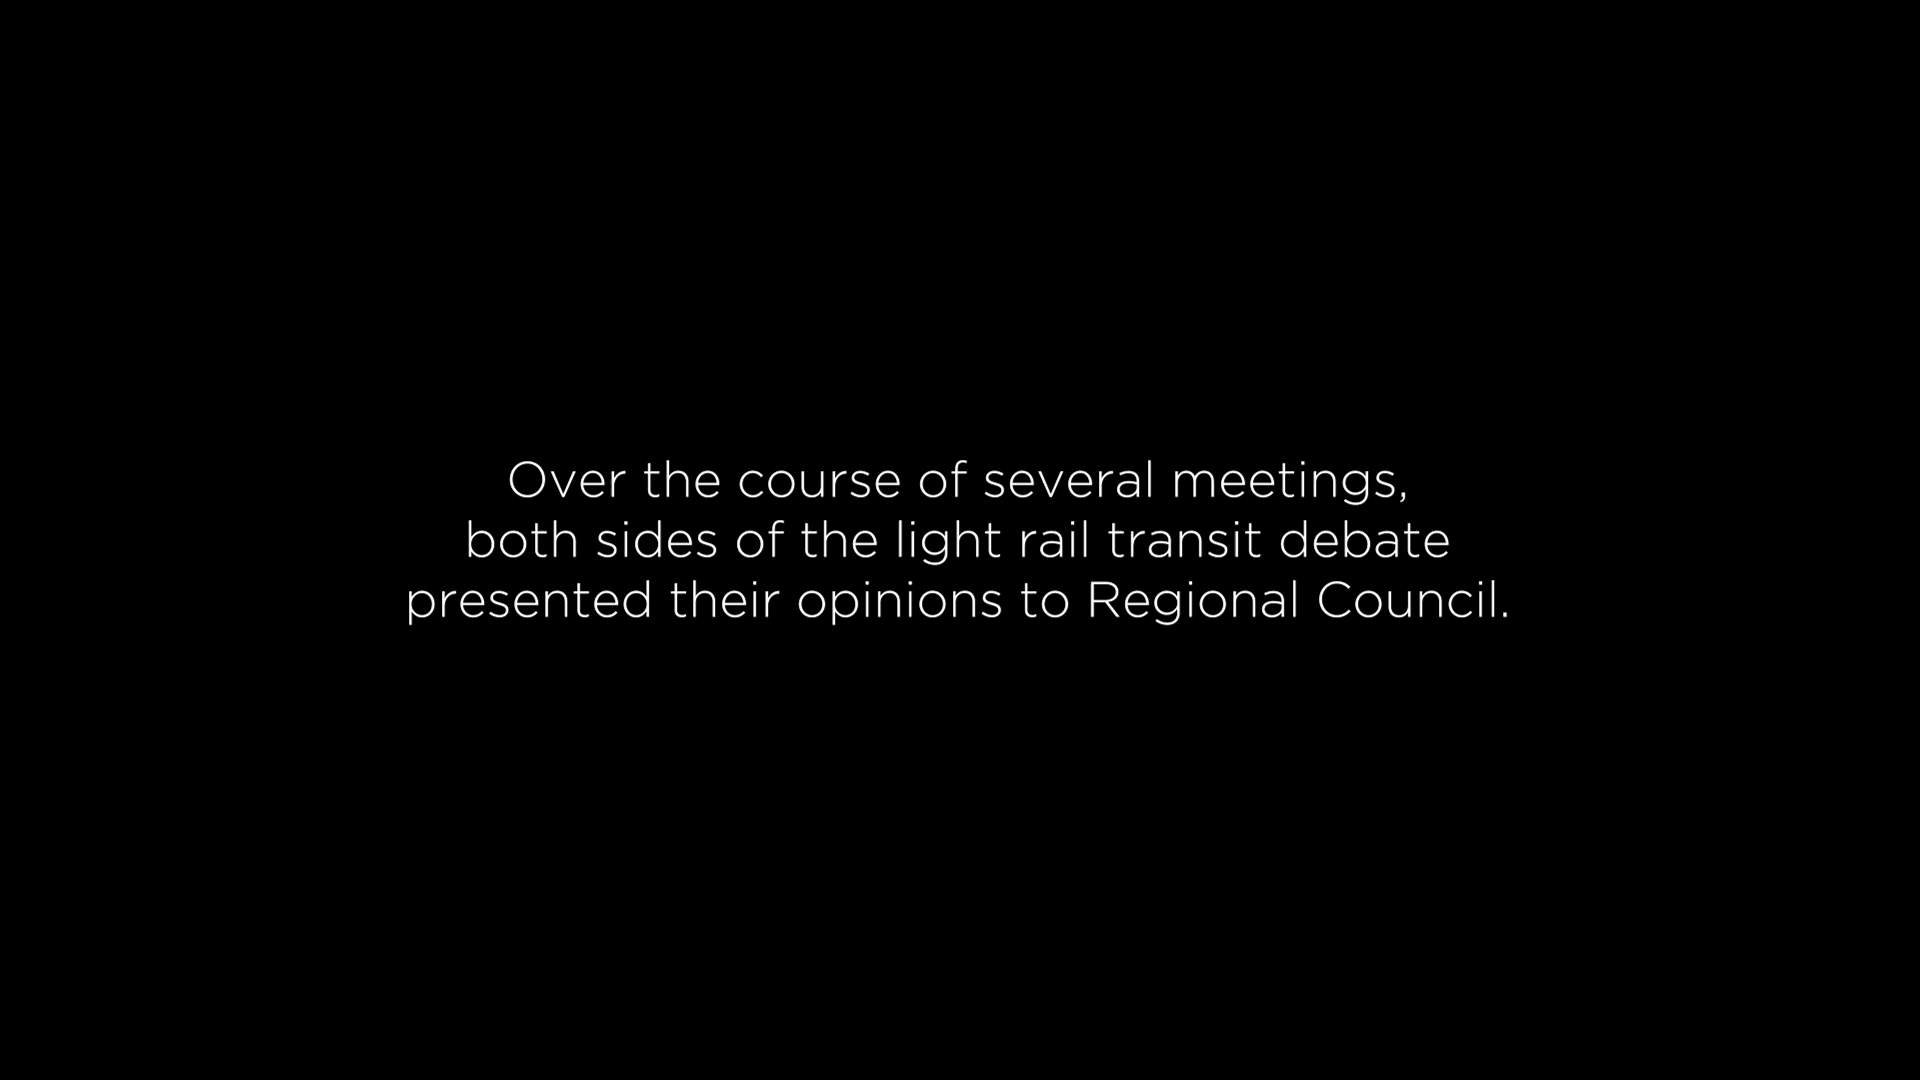 Over the course of several meetings,
both sides of the light rail transit debate
presented their opinions to Regional Council.